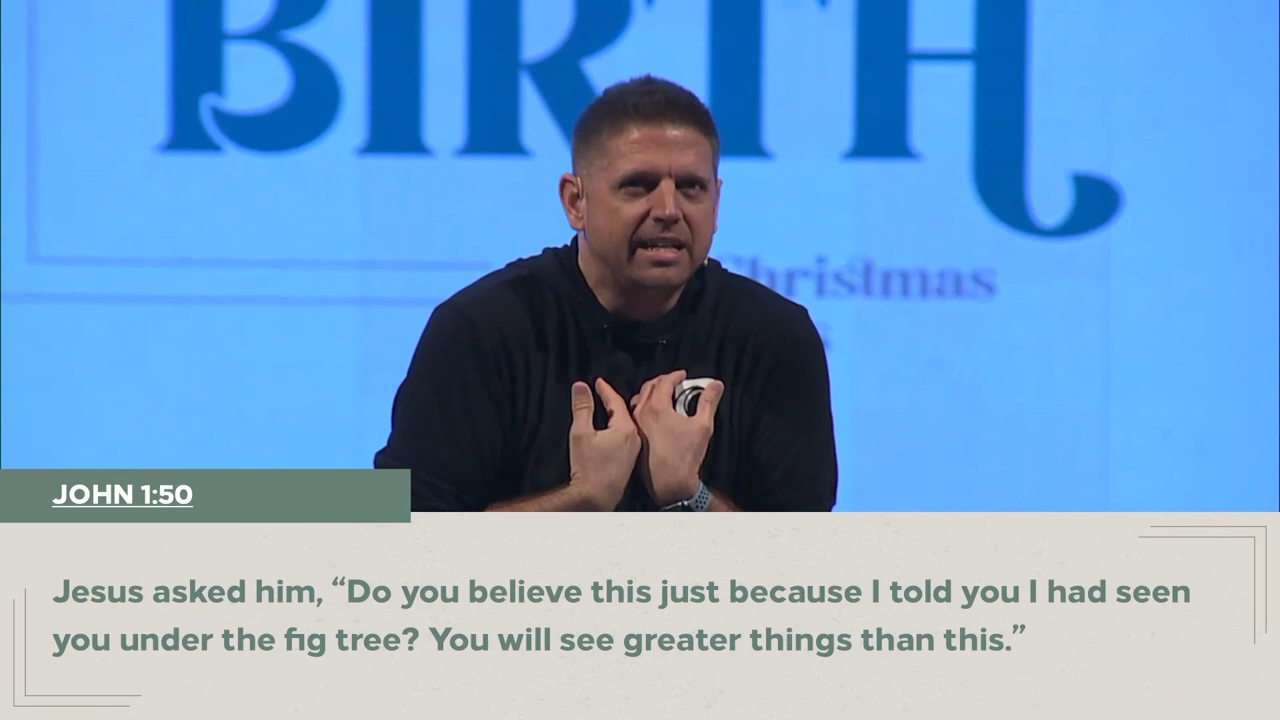 BIRTH
Christmas
JOHN 1:50
Jesus asked him, “Do you believe this just because I told you I had seen
you under the fig tree? You will see greater things than this.”